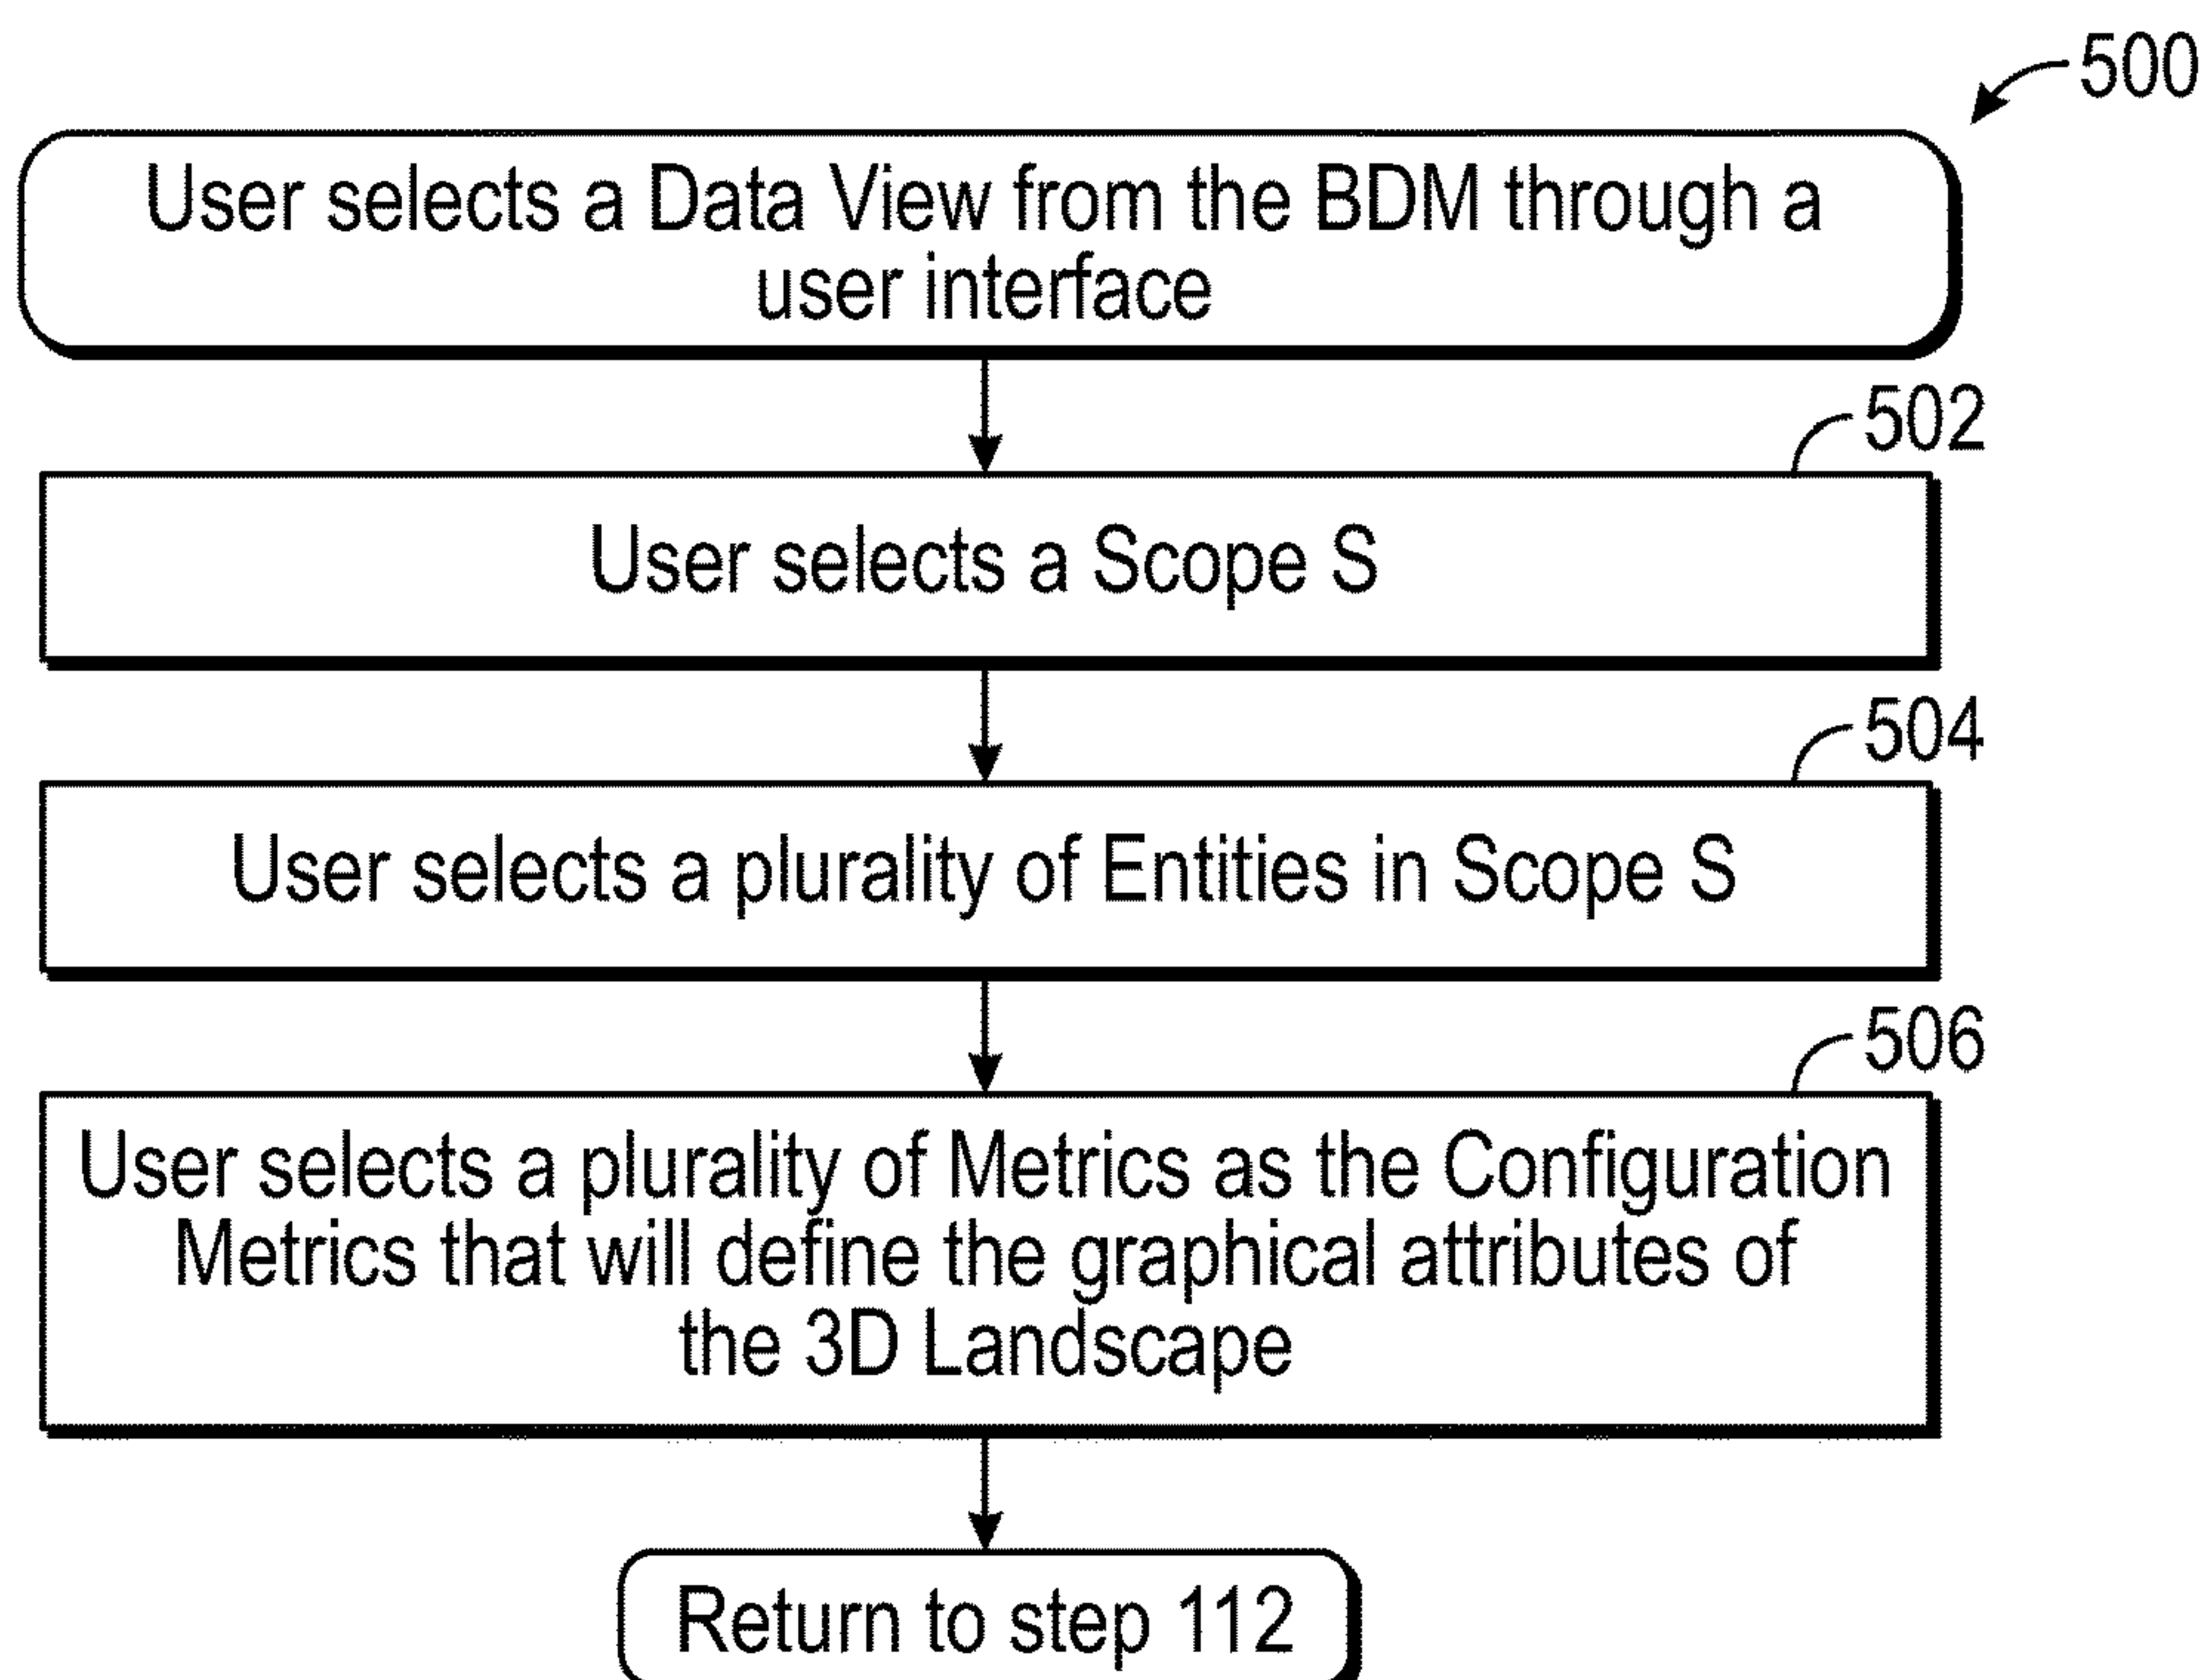 500
User selects a Data View from the BDM through a
user interface
502
User selects a Scope S
504
User selects a plurality of Entities in Scope S
506
User selects a plurality of Metrics as the Configuration
Metrics that will define the graphical attributes of
the 3D Landscape
Return to step 112